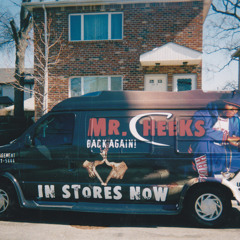 MR. CHEEKS
BACK AGAIN!
IN STORES NOW